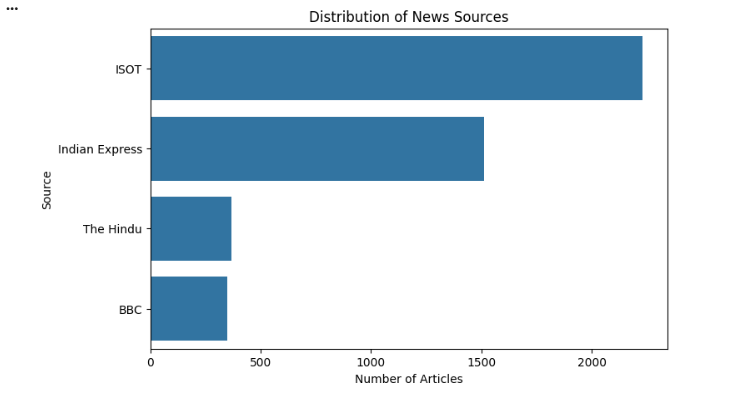 ...
Distribution of News Sources
ISOT
Indian Express
The Hindu
BBC
Source
0 500 1000 1500 2000
Number of Articles